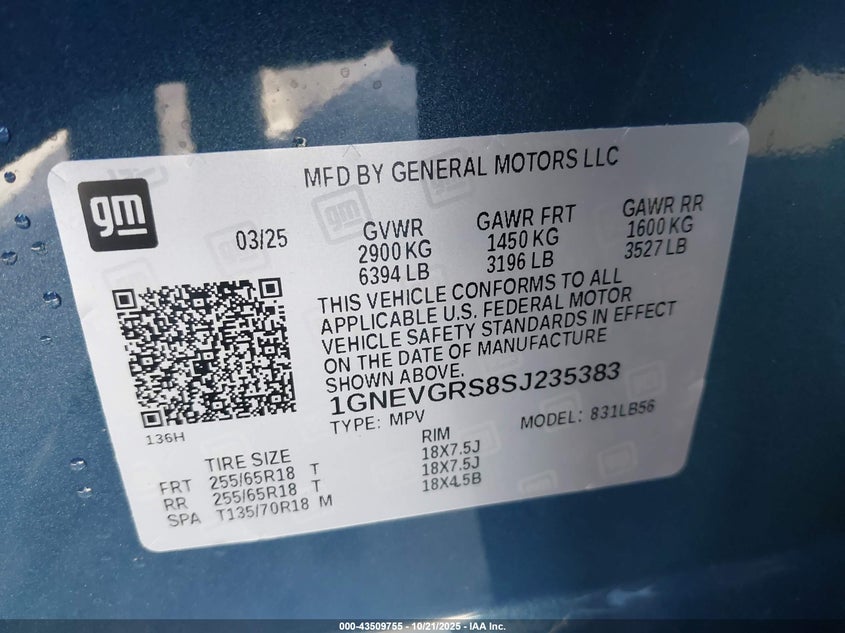 MFD BY GENERAL MOTORS LLC
gm
03/25
GVWR
2900 KG
6394 LB
GAWR FRT
1450 KG
3196 LB
GAWR RR
1600 KG
3527 LB
THIS VEHICLE CONFORMS TO ALL
APPLICABLE U.S. FEDERAL MOTOR
VEHICLE SAFETY STANDARDS IN EFFECT
ON THE DATE OF MANUFACTURE
SHOWN ABOVE.
1GNEVGRS8SJ235383
TYPE: MPV MODEL: 831LB56
136H
TIRE SIZE RIM
FRT 255/65R18 T 18X7.5J
RR 255/65R18 T 18X7.5J
SPA T135/70R18 M 18X4.5B
000-43509755 - 10/21/2025 - IAA Inc.